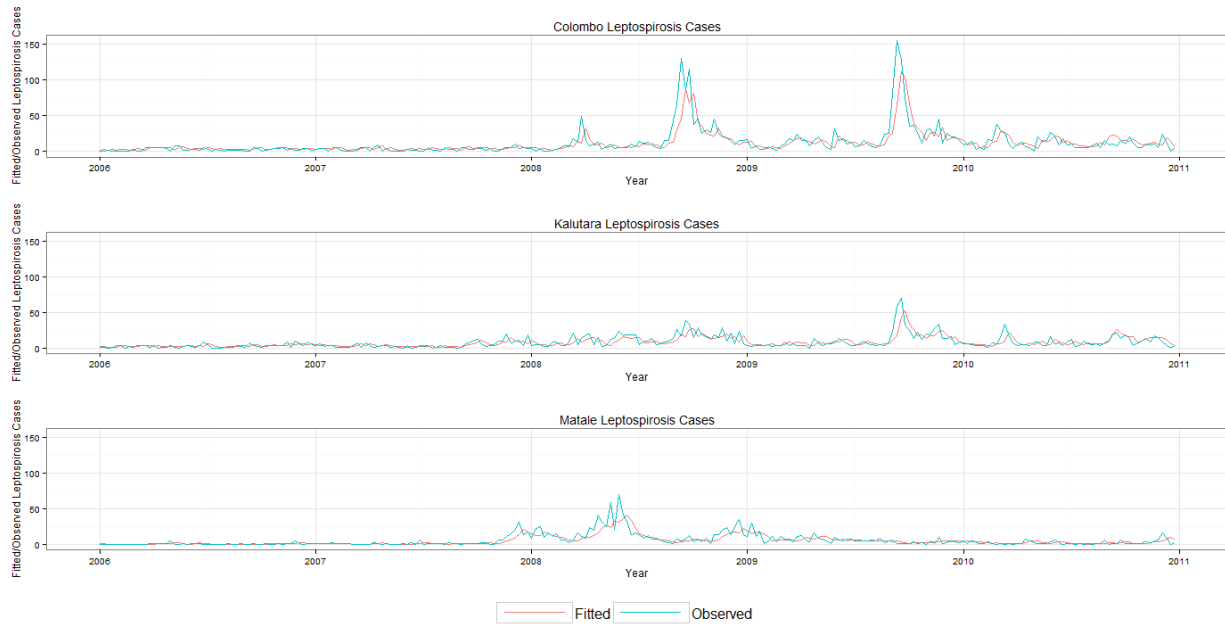 Colombo Leptospirosis Cases
Fitted/Observed Leptospirosis Cases
150
100
50
0
2006 2007 2008 2009 2010 2011
Year
Kalutara Leptospirosis Cases
Fitted/Observed Leptospirosis Cases
150
100
50
0
2006 2007 2008 2009 2010 2011
Year
Matale Leptospirosis Cases
Fitted/Observed Leptospirosis Cases
150
100
50
0
2006 2007 2008 2009 2010 2011
Year
Fitted Observed